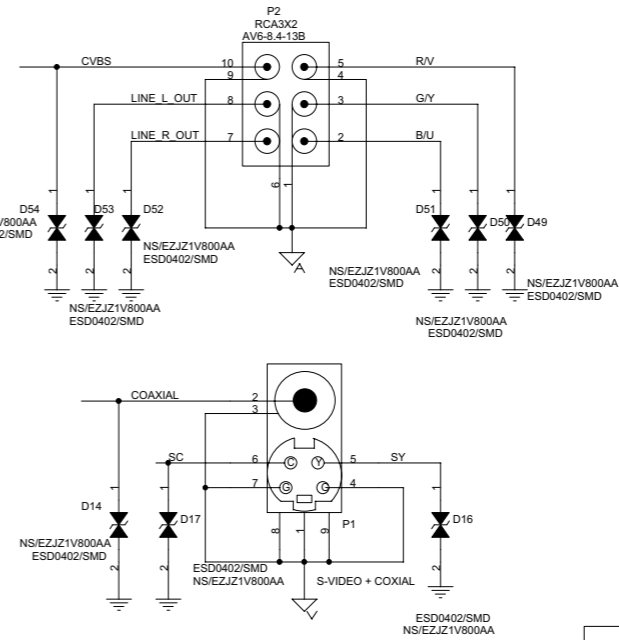 P2
RCA3X2
AV6-8.4-13B
CVBS 10 5 R/V
9 4
LINE_L_OUT 8 3 G/Y
LINE_R_OUT 7 2 B/U
6 1
1 1 1 1 1 1
D54 D53 D52 D51 D50 D49
V800AA
2/SMD
NS/EZJZ1V800AA
ESD0402/SMD
2 2 2 2 2 2
A
NS/EZJZ1V800AA
ESD0402/SMD
NS/EZJZ1V800AA
ESD0402/SMD
NS/EZJZ1V800AA
ESD0402/SMD
NS/EZJZ1V800AA
ESD0402/SMD
COAXIAL 2
3
SC 6 C Y 5 SY
7 G G 4
1 1 1
D14 D17 P1 D16
8 1 9
NS/EZJZ1V800AA
ESD0402/SMD
2 2 2
ESD0402/SMD
NS/EZJZ1V800AA
S-VIDEO + COXIAL
V
ESD0402/SMD
NS/EZJZ1V800AA